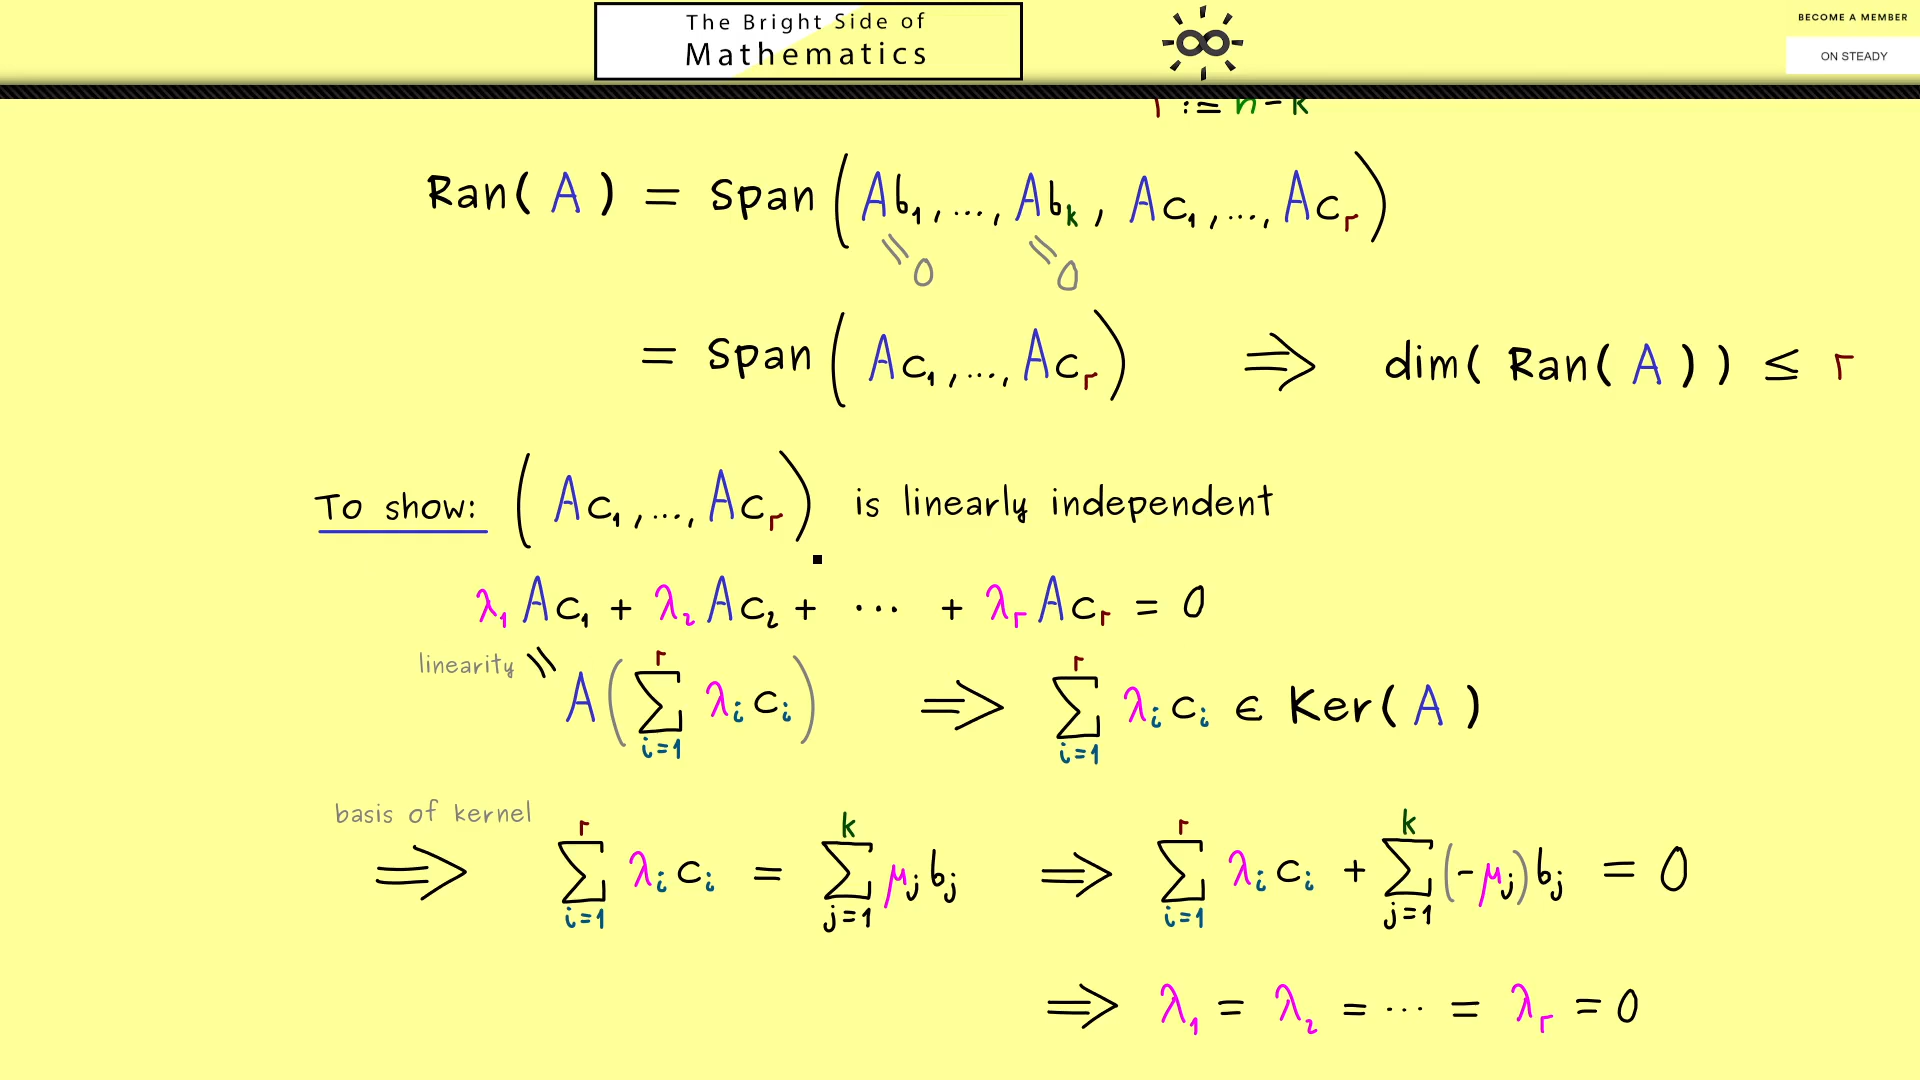 The Bright Side of
Mathematics
BECOME A MEMBER
ON STEADY
r := n - k
Ran( A ) = Span ( Ab₁, ..., Abₖ, Ac₁, ..., Acᵣ )
= 0 = 0
= Span ( Ac₁, ..., Acᵣ ) ⇒ dim( Ran( A ) ) ≤ r
To show: ( Ac₁, ..., Acᵣ ) is linearly independent
λ₁ Ac₁ + λ₂ Ac₂ + ··· + λᵣ Acᵣ = 0
linearity = A ( ∑_{i=1}^{r} λᵢ cᵢ ) ⇒ ∑_{i=1}^{r} λᵢ cᵢ ∈ Ker( A )
basis of kernel
⇒ ∑_{i=1}^{r} λᵢ cᵢ = ∑_{j=1}^{k} μⱼ bⱼ ⇒ ∑_{i=1}^{r} λᵢ cᵢ + ∑_{j=1}^{k} (-μⱼ) bⱼ = 0
⇒ λ₁ = λ₂ = ··· = λᵣ = 0